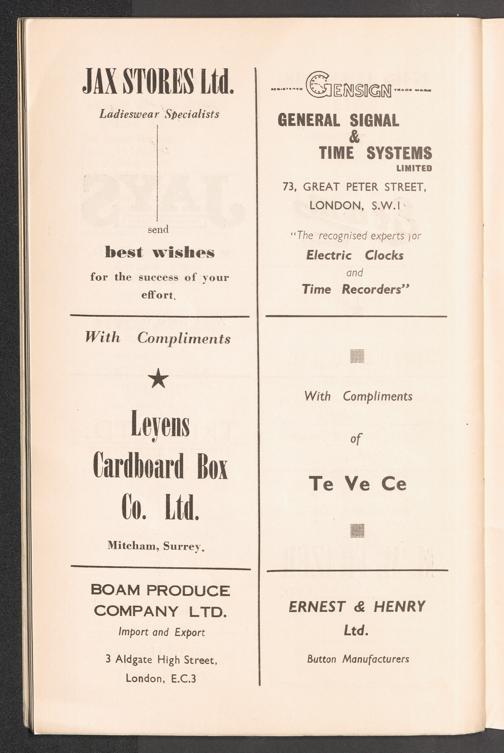 JAX STORES Ltd.
Ladieswear Specialists
send
best wishes
for the success of your
effort.
With Compliments
Leyens
Cardboard Box
Co. Ltd.
Mitcham, Surrey.
BOAM PRODUCE
COMPANY LTD.
Import and Export
3 Aldgate High Street,
London, E.C.3
REGISTERED GENSIGN TRADE MARK
GENERAL SIGNAL
&
TIME SYSTEMS
LIMITED
73, GREAT PETER STREET,
LONDON, S.W.1
"The recognised experts for
Electric Clocks
and
Time Recorders"
With Compliments
of
Te Ve Ce
ERNEST & HENRY
Ltd.
Button Manufacturers